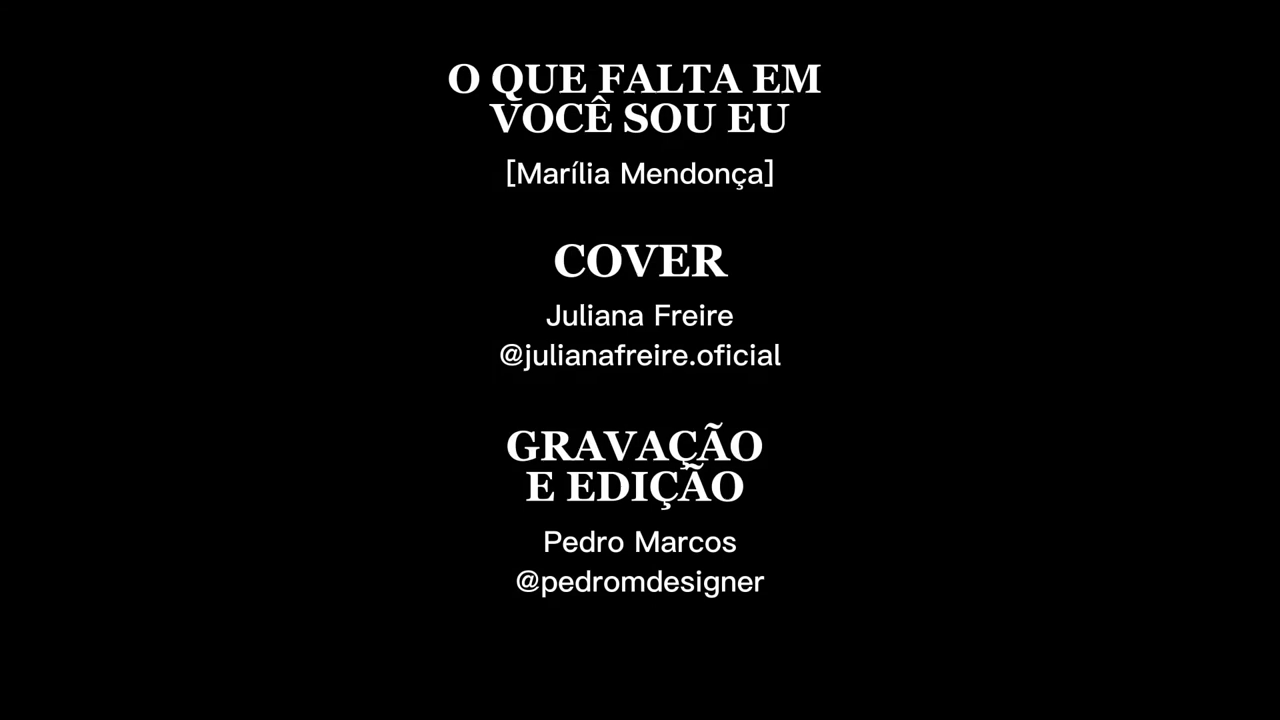 O QUE FALTA EM
VOCÊ SOU EU
[Marília Mendonça]
COVER
Juliana Freire
@julianafreire.oficial
GRAVAÇÃO
E EDIÇÃO
Pedro Marcos
@pedromdesigner